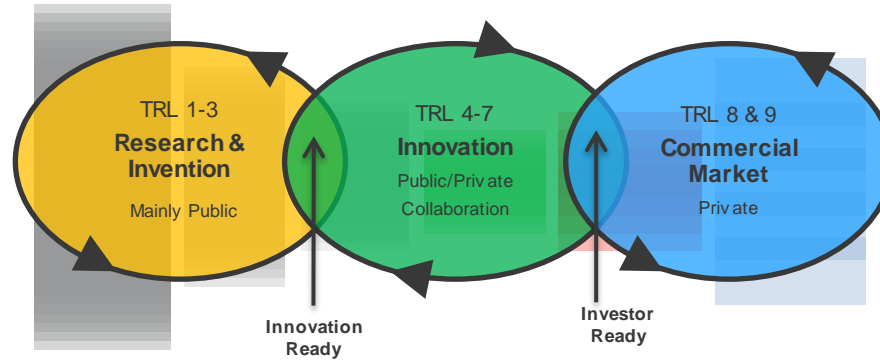 TRL 1-3
Research &
Invention
Mainly Public
TRL 4-7
Innovation
Public/Private
Collaboration
TRL 8 & 9
Commercial
Market
Private
Innovation
Ready
Investor
Ready